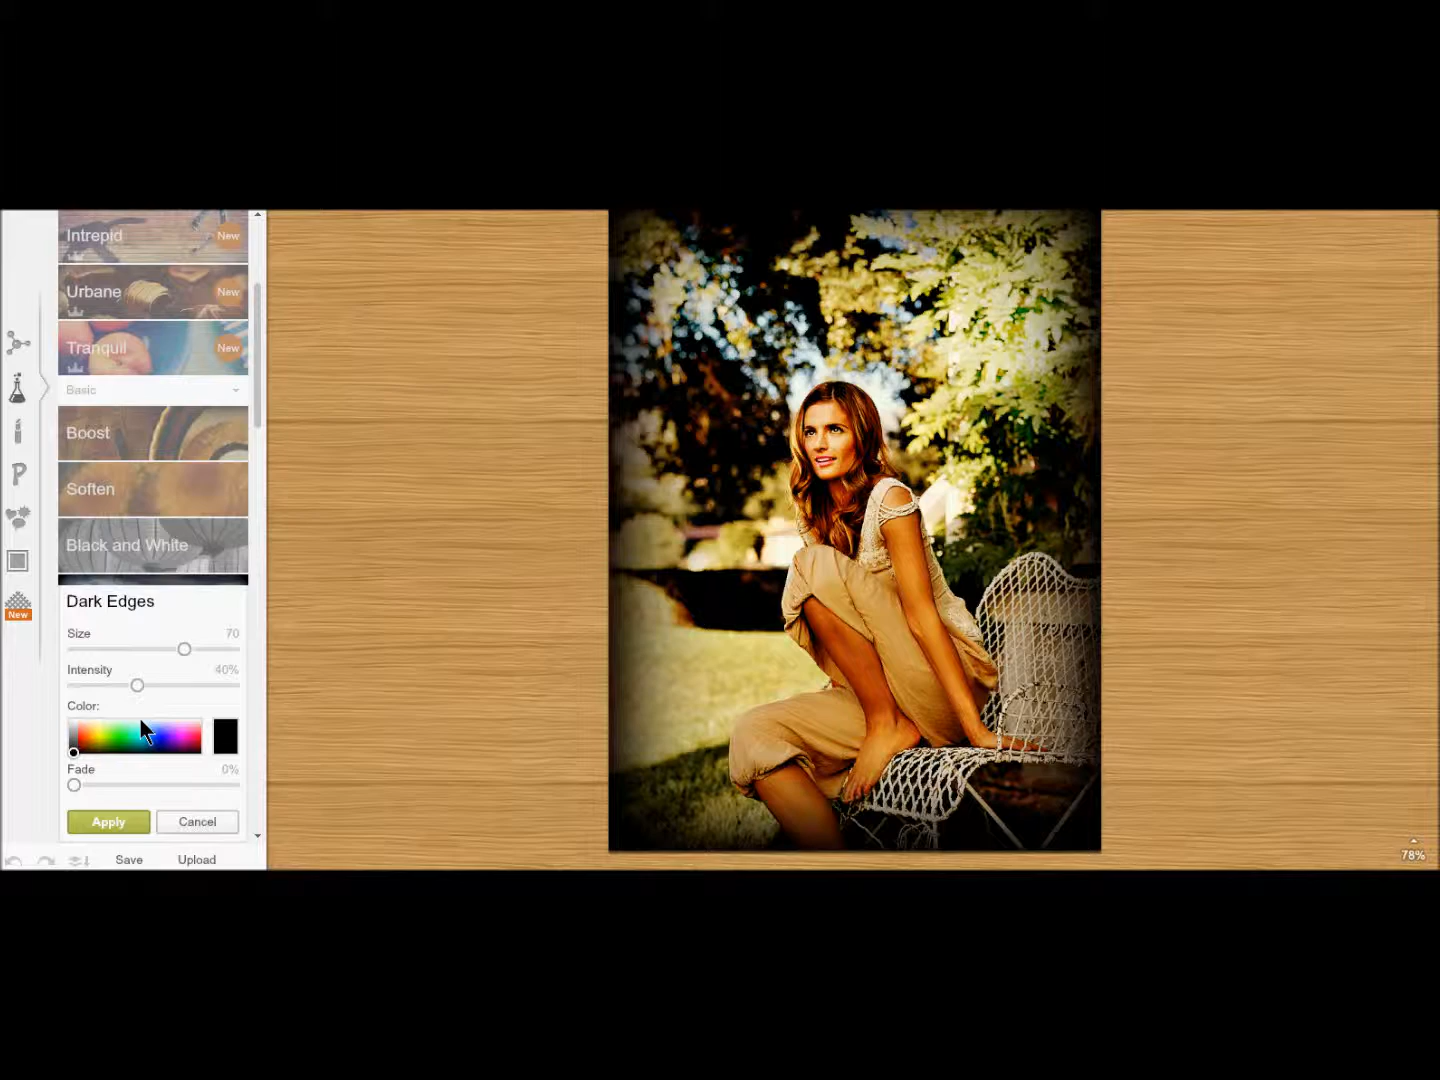 Intrepid New
Urbane New
Tranquil New
Basic
Boost
Soften
Black and White
New
Dark Edges
Size 70
Intensity 40%
Color:
Fade 0%
Apply Cancel
Save Upload
78%